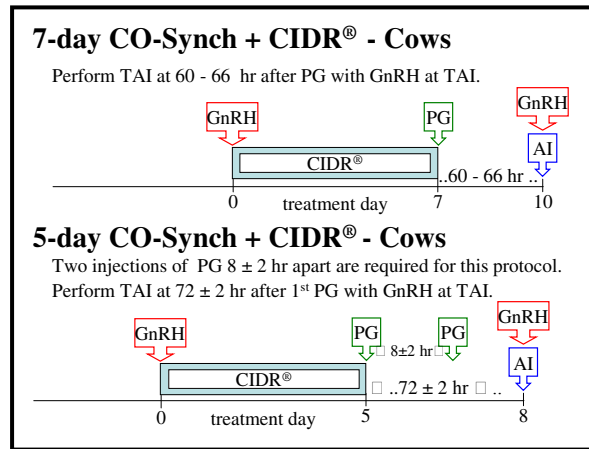 7-day CO-Synch + CIDR® - Cows
Perform TAI at 60 - 66 hr after PG with GnRH at TAI.
GnRH
PG
GnRH
AI
CIDR®
..60 - 66 hr ..
0
treatment day
7
10
5-day CO-Synch + CIDR® - Cows
Two injections of PG 8 ± 2 hr apart are required for this protocol.
Perform TAI at 72 ± 2 hr after 1st PG with GnRH at TAI.
GnRH
PG
PG
GnRH
□ 8±2 hr □
AI
CIDR®
□ ..72 ± 2 hr □ ..
0
treatment day
5
8